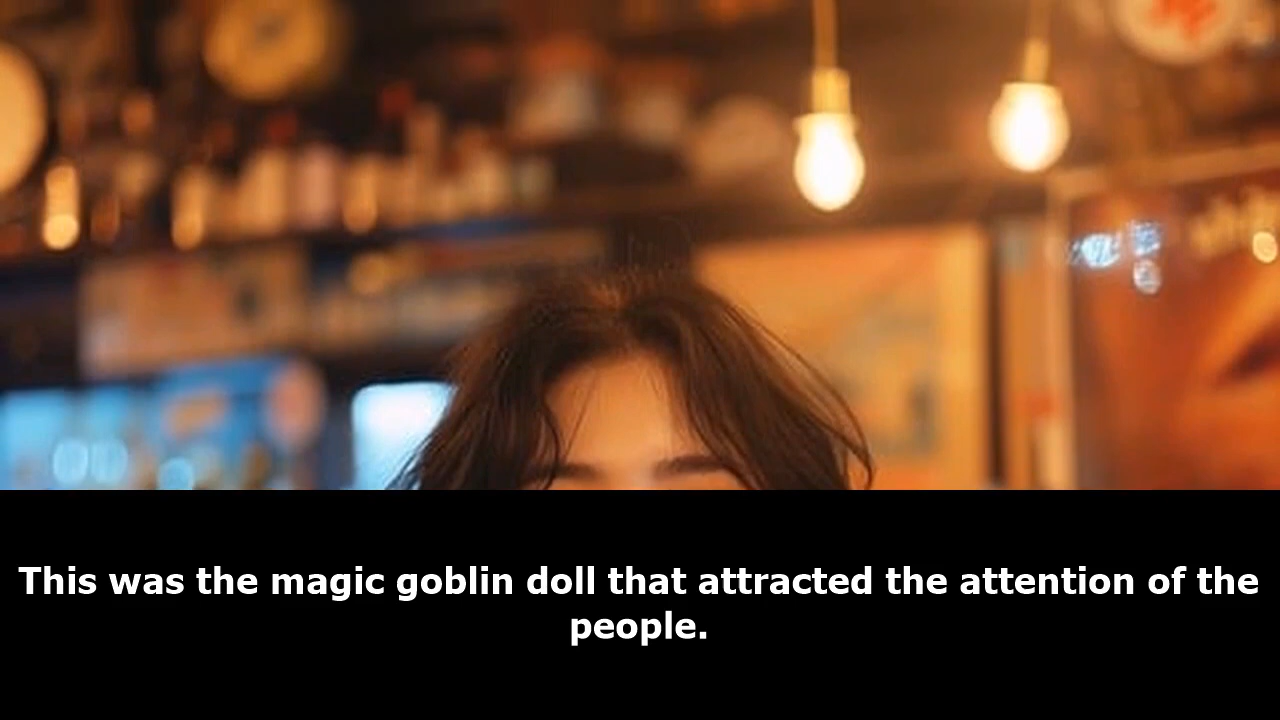 This was the magic goblin doll that attracted the attention of the
people.